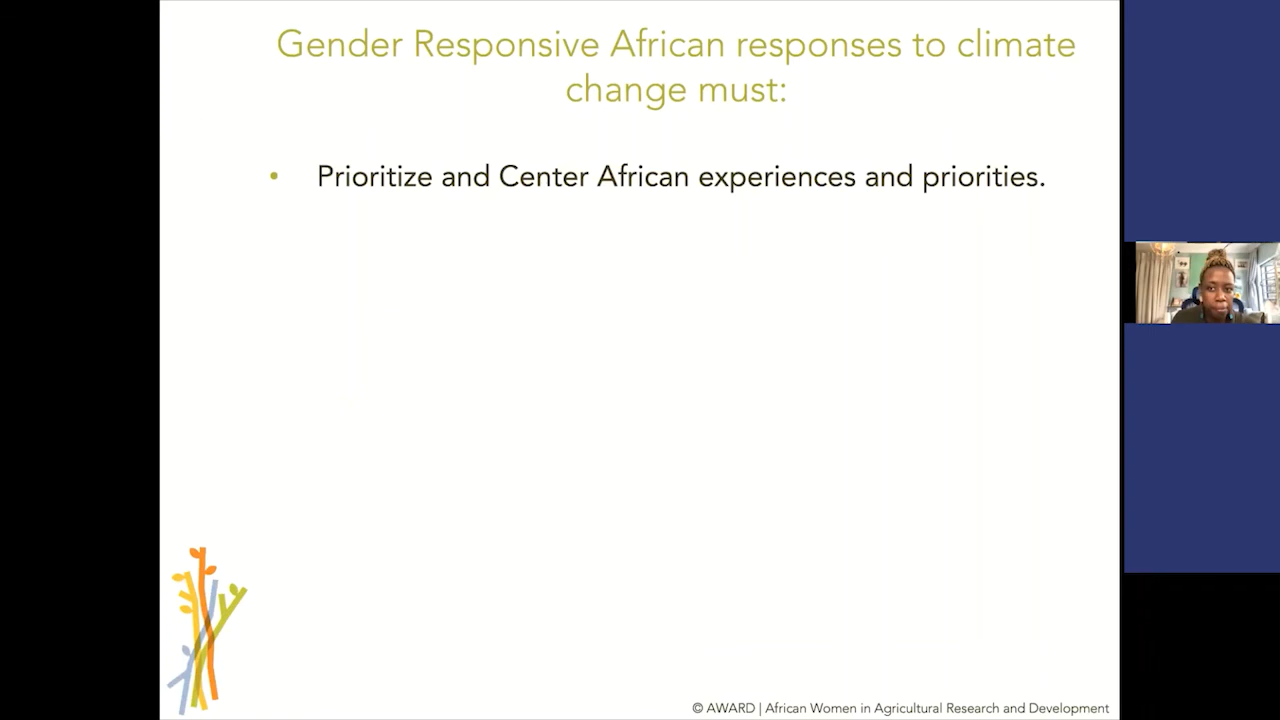 Gender Responsive African responses to climate
change must:
• Prioritize and Center African experiences and priorities.
© AWARD | African Women in Agricultural Research and Development